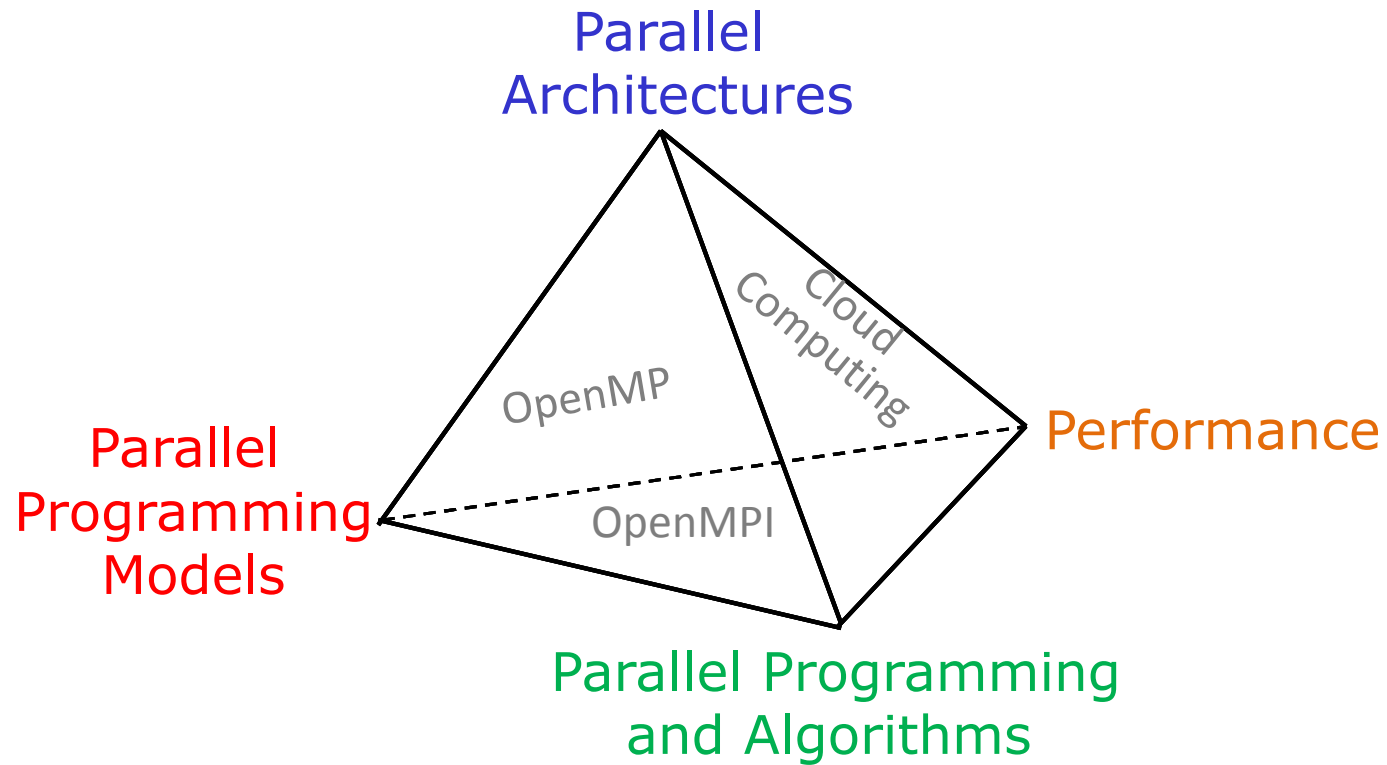 Parallel
Architectures
Cloud
Computing
OpenMP
Performance
Parallel
Programming
Models
OpenMPI
Parallel Programming
and Algorithms